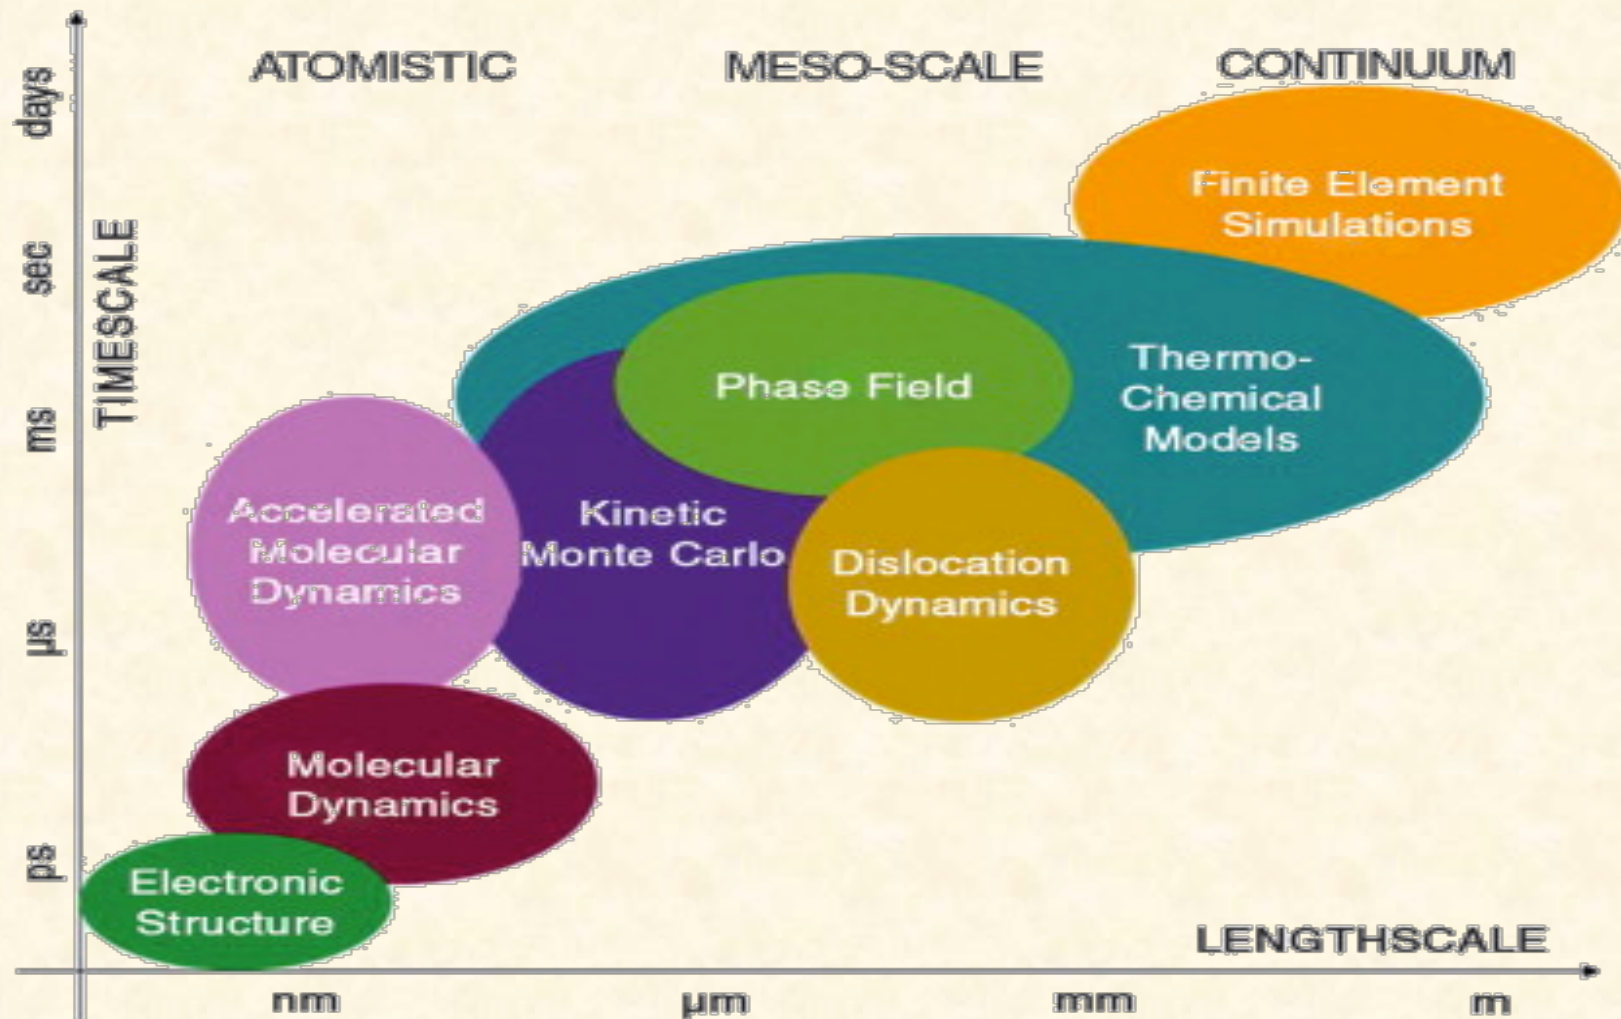 ATOMISTIC
MESO-SCALE
CONTINUUM
days
sec
ms
µs
ps
TIMESCALE
Finite Element
Simulations
Thermo-
Chemical
Models
Phase Field
Accelerated
Molecular
Dynamics
Kinetic
Monte Carlo
Dislocation
Dynamics
Molecular
Dynamics
Electronic
Structure
LENGTHSCALE
nm
µm
mm
m